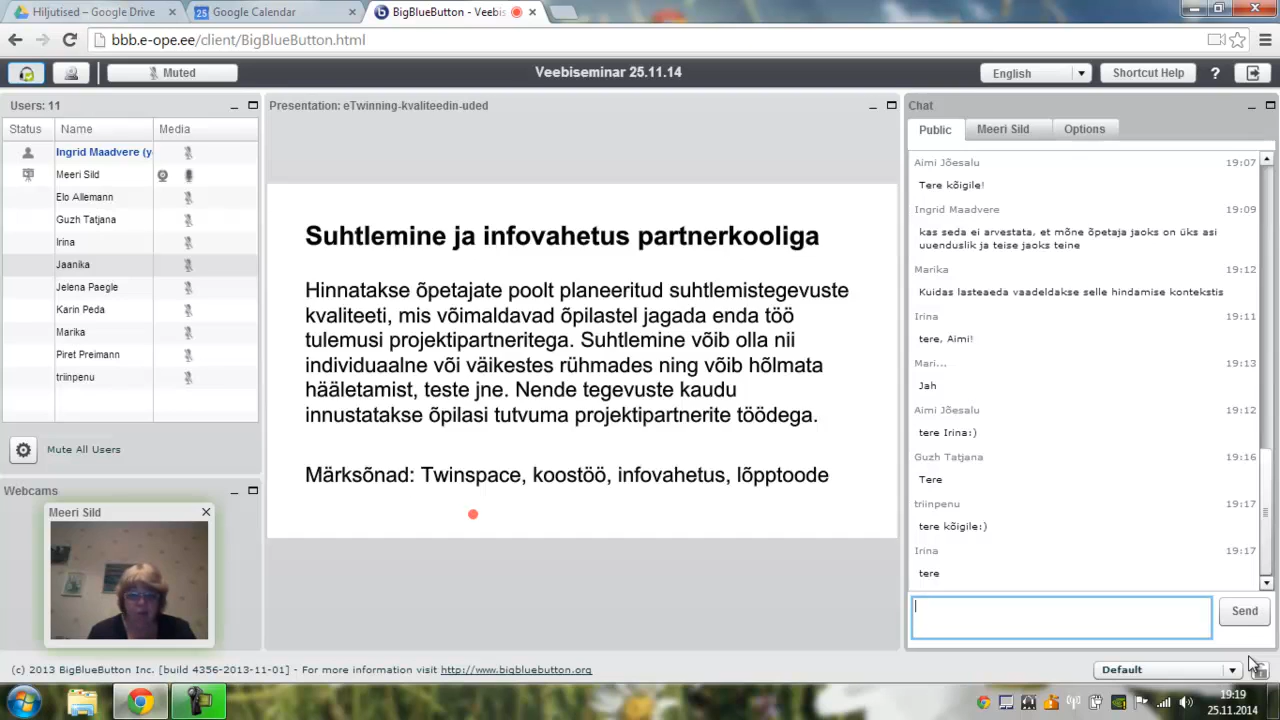 Hiljutised – Google Drive
Google Calendar
BigBlueButton - Veebis
bbb.e-ope.ee/client/BigBlueButton.html
Muted
Veebiseminar 25.11.14
English
Shortcut Help
?
Users: 11
Status Name Media
Ingrid Maadvere (y
Meeri Sild
Elo Allemann
Guzh Tatjana
Irina
Jaanika
Jelena Paegle
Karin Peda
Marika
Piret Preimann
triinpenu
Mute All Users
Webcams
Meeri Sild
Presentation: eTwinning-kvaliteedin-uded
Suhtlemine ja infovahetus partnerkooliga
Hinnatakse õpetajate poolt planeeritud suhtlemistegevuste
kvaliteeti, mis võimaldavad õpilastel jagada enda töö
tulemusi projektipartneritega. Suhtlemine võib olla nii
individuaalne või väikestes rühmades ning võib hõlmata
hääletamist, teste jne. Nende tegevuste kaudu
innustatakse õpilasi tutvuma projektipartnerite töödega.
Märksõnad: Twinspace, koostöö, infovahetus, lõpptoode
Chat
Public Meeri Sild Options
Aimi Jõesalu 19:07
Tere kõigile!
Ingrid Maadvere 19:09
kas seda ei arvestata, et mõne õpetaja jaoks on üks asi
uuenduslik ja teise jaoks teine
Marika 19:12
Kuidas lasteaeda vaadeldakse selle hindamise kontekstis
Irina 19:11
tere, Aimi!
Mari... 19:13
Jah
Aimi Jõesalu 19:12
tere Irina:)
Guzh Tatjana 19:16
Tere
triinpenu 19:17
tere kõigile:)
Irina 19:17
tere
Send
(c) 2013 BigBlueButton Inc. [build 4356-2013-11-01] - For more information visit http://www.bigbluebutton.org
Default
19:19
25.11.2014